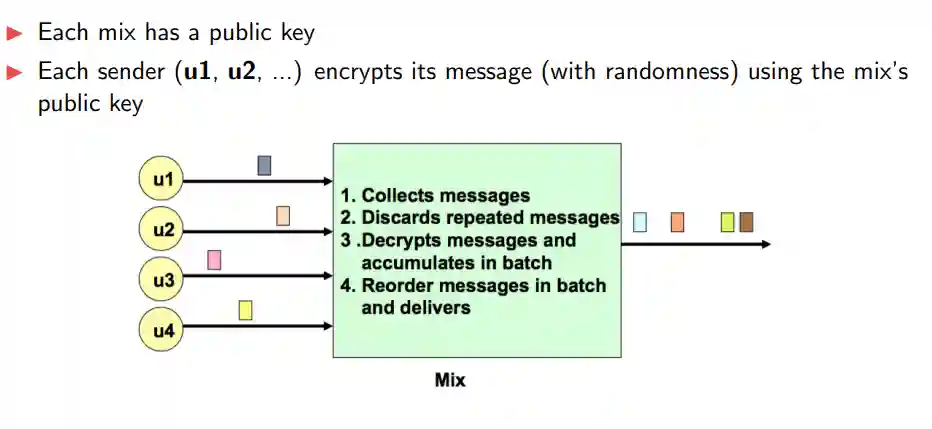 Each mix has a public key
Each sender (u1, u2, ...) encrypts its message (with randomness) using the mix's
public key
u1
u2
u3
u4
1. Collects messages
2. Discards repeated messages
3 .Decrypts messages and
accumulates in batch
4. Reorder messages in batch
and delivers
Mix